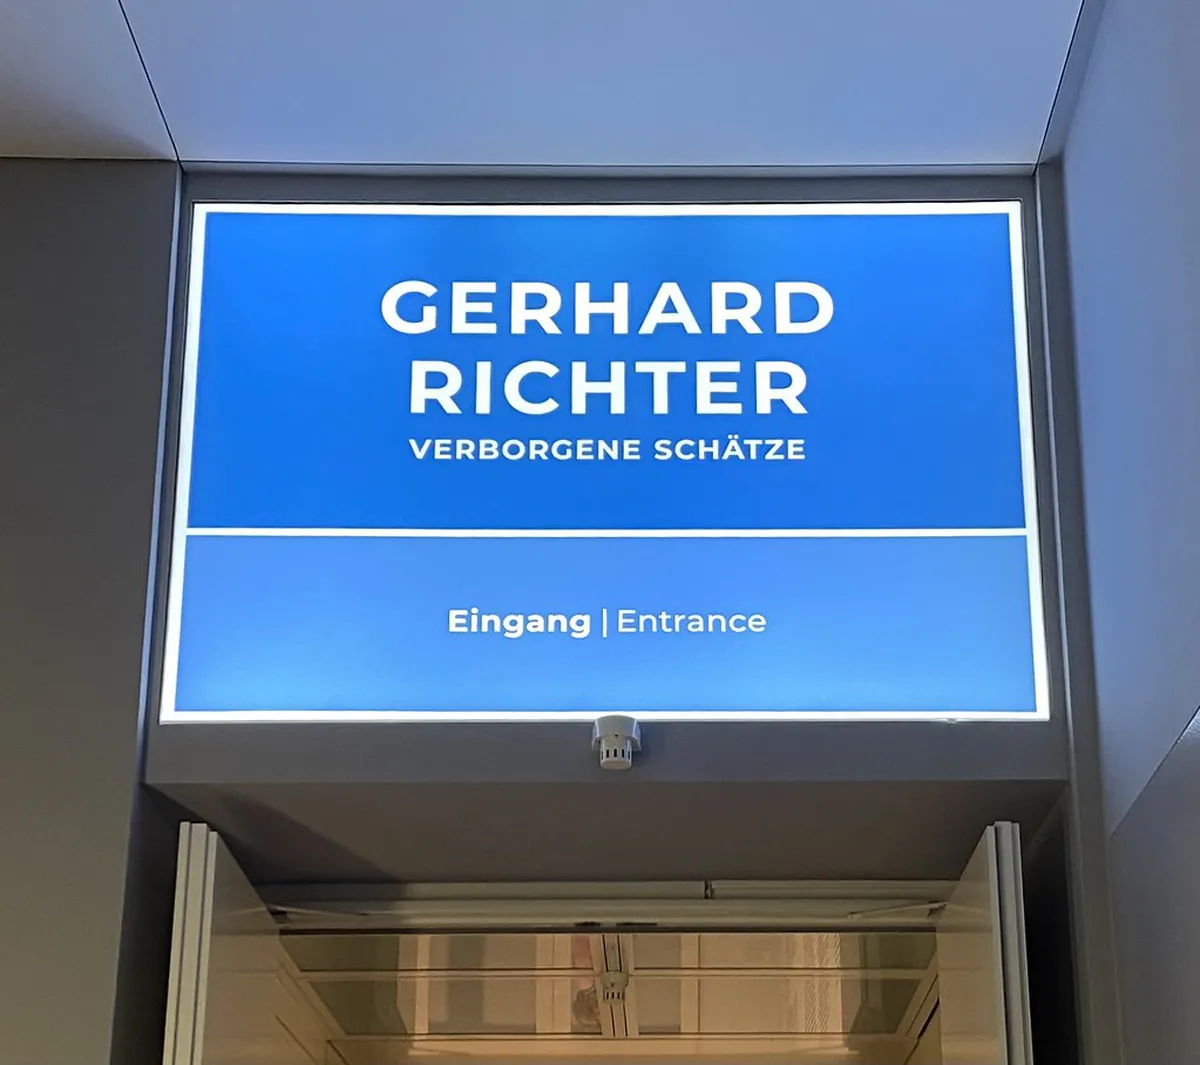 GERHARD
RICHTER
VERBORGENE SCHÄTZE
Eingang | Entrance